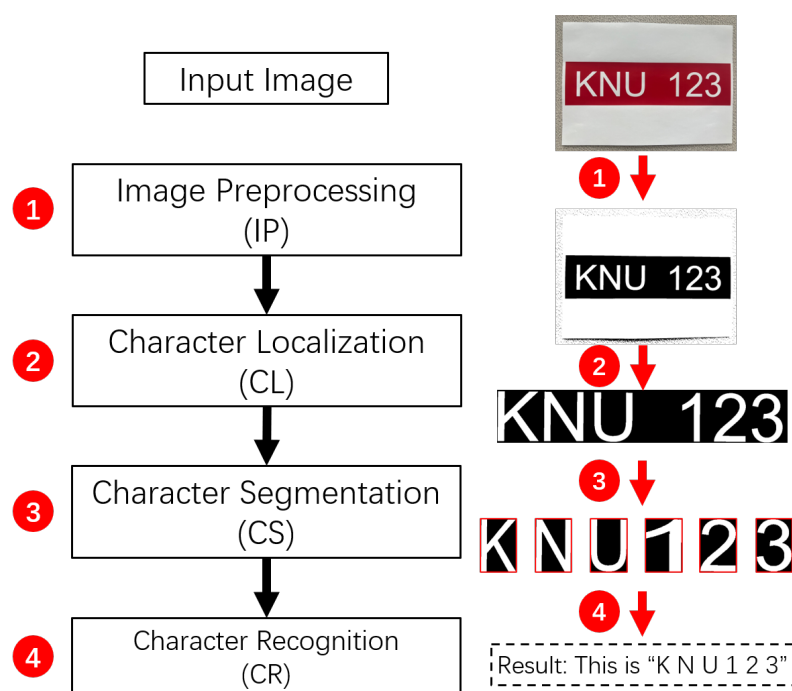 Input Image
KNU 123
1
Image Preprocessing
(IP)
1
KNU 123
2
Character Localization
(CL)
2
KNU 123
3
Character Segmentation
(CS)
3
K N U 1 2 3
4
Character Recognition
(CR)
4
Result: This is “K N U 1 2 3”